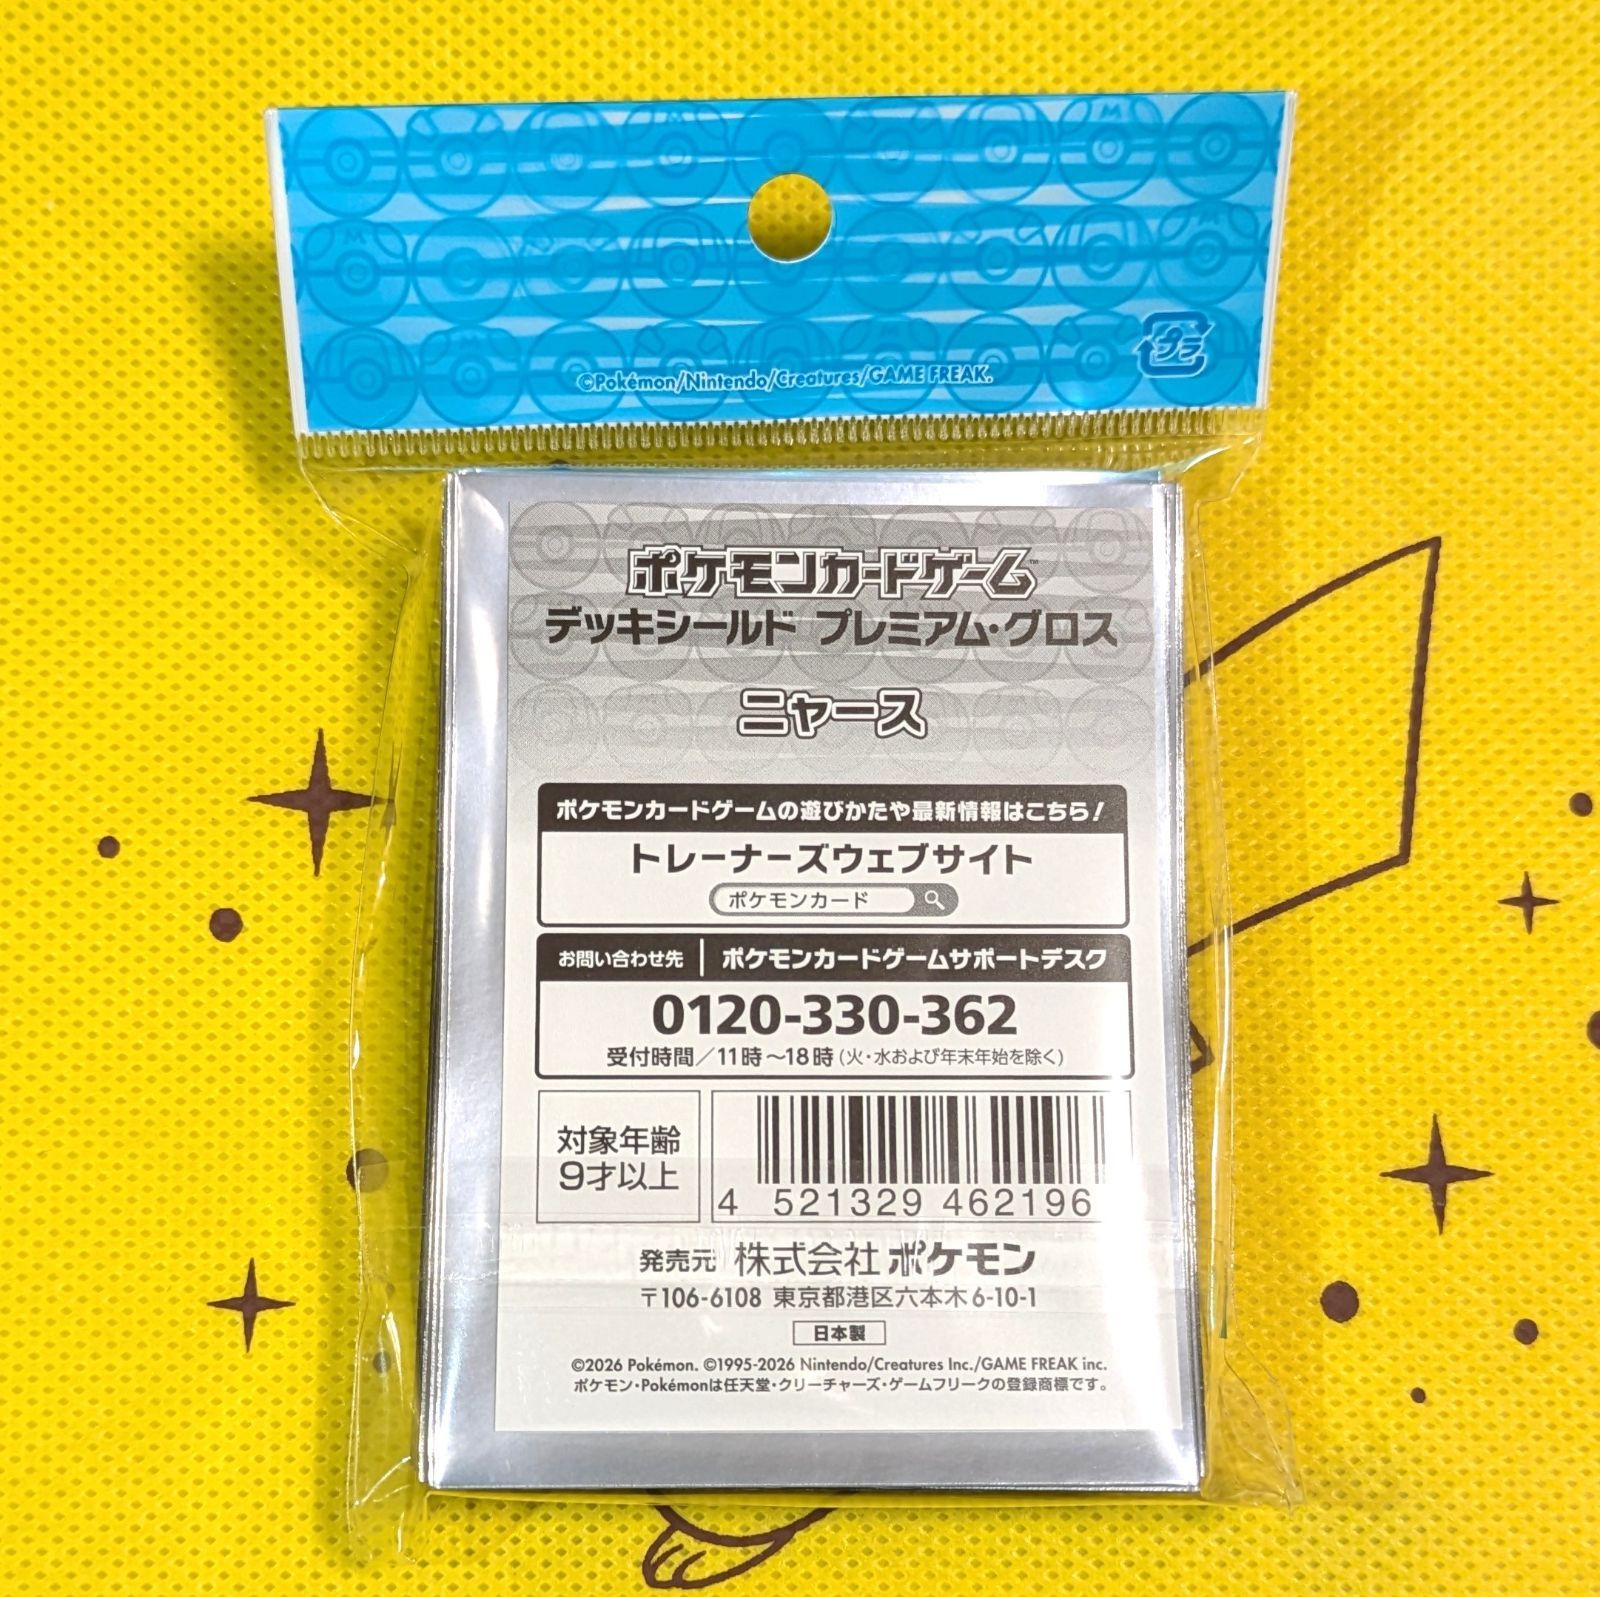 ©Pokémon/Nintendo/Creatures/GAME FREAK.
プラ
ポケモンカードゲーム™
デッキシールド プレミアム・グロス
ニャース
ポケモンカードゲームの遊びかたや最新情報はこちら!
トレーナーズウェブサイト
ポケモンカード
お問い合わせ先 ポケモンカードゲームサポートデスク
0120-330-362
受付時間/11時~18時(火・水および年末年始を除く)
対象年齢
9才以上
4 521329 462196
発売元 株式会社ポケモン
〒106-6108 東京都港区六本木6-10-1
日本製
©2026 Pokémon. ©1995-2026 Nintendo/Creatures Inc./GAME FREAK inc.
ポケモン・Pokémonは任天堂・クリーチャーズ・ゲームフリークの登録商標です。